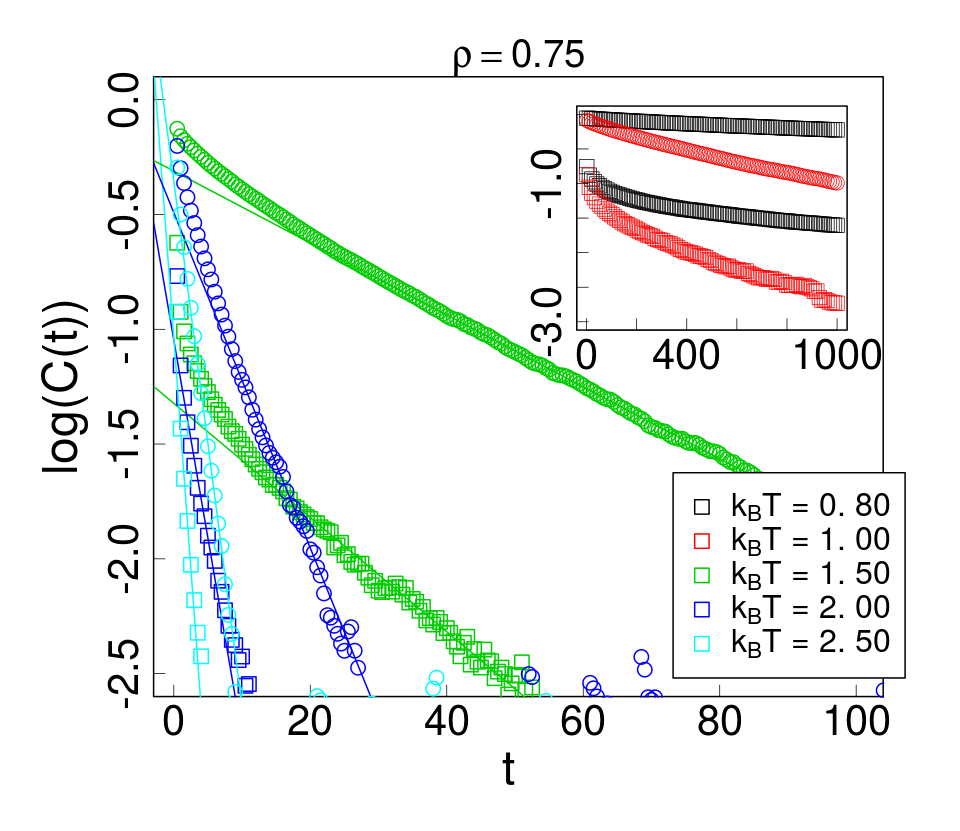 ρ = 0.75
log(C(t))
0.0
-0.5
-1.0
-1.5
-2.0
-2.5
-1.0
-3.0
0 400 1000
k_BT = 0. 80
k_BT = 1. 00
k_BT = 1. 50
k_BT = 2. 00
k_BT = 2. 50
0 20 40 60 80 100
t